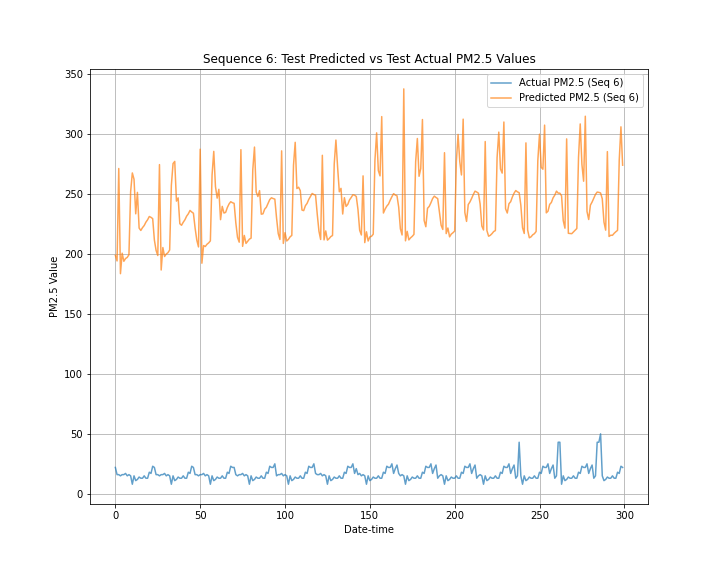 Sequence 6: Test Predicted vs Test Actual PM2.5 Values
Actual PM2.5 (Seq 6)
Predicted PM2.5 (Seq 6)
PM2.5 Value
350
300
250
200
150
100
50
0
0 50 100 150 200 250 300
Date-time